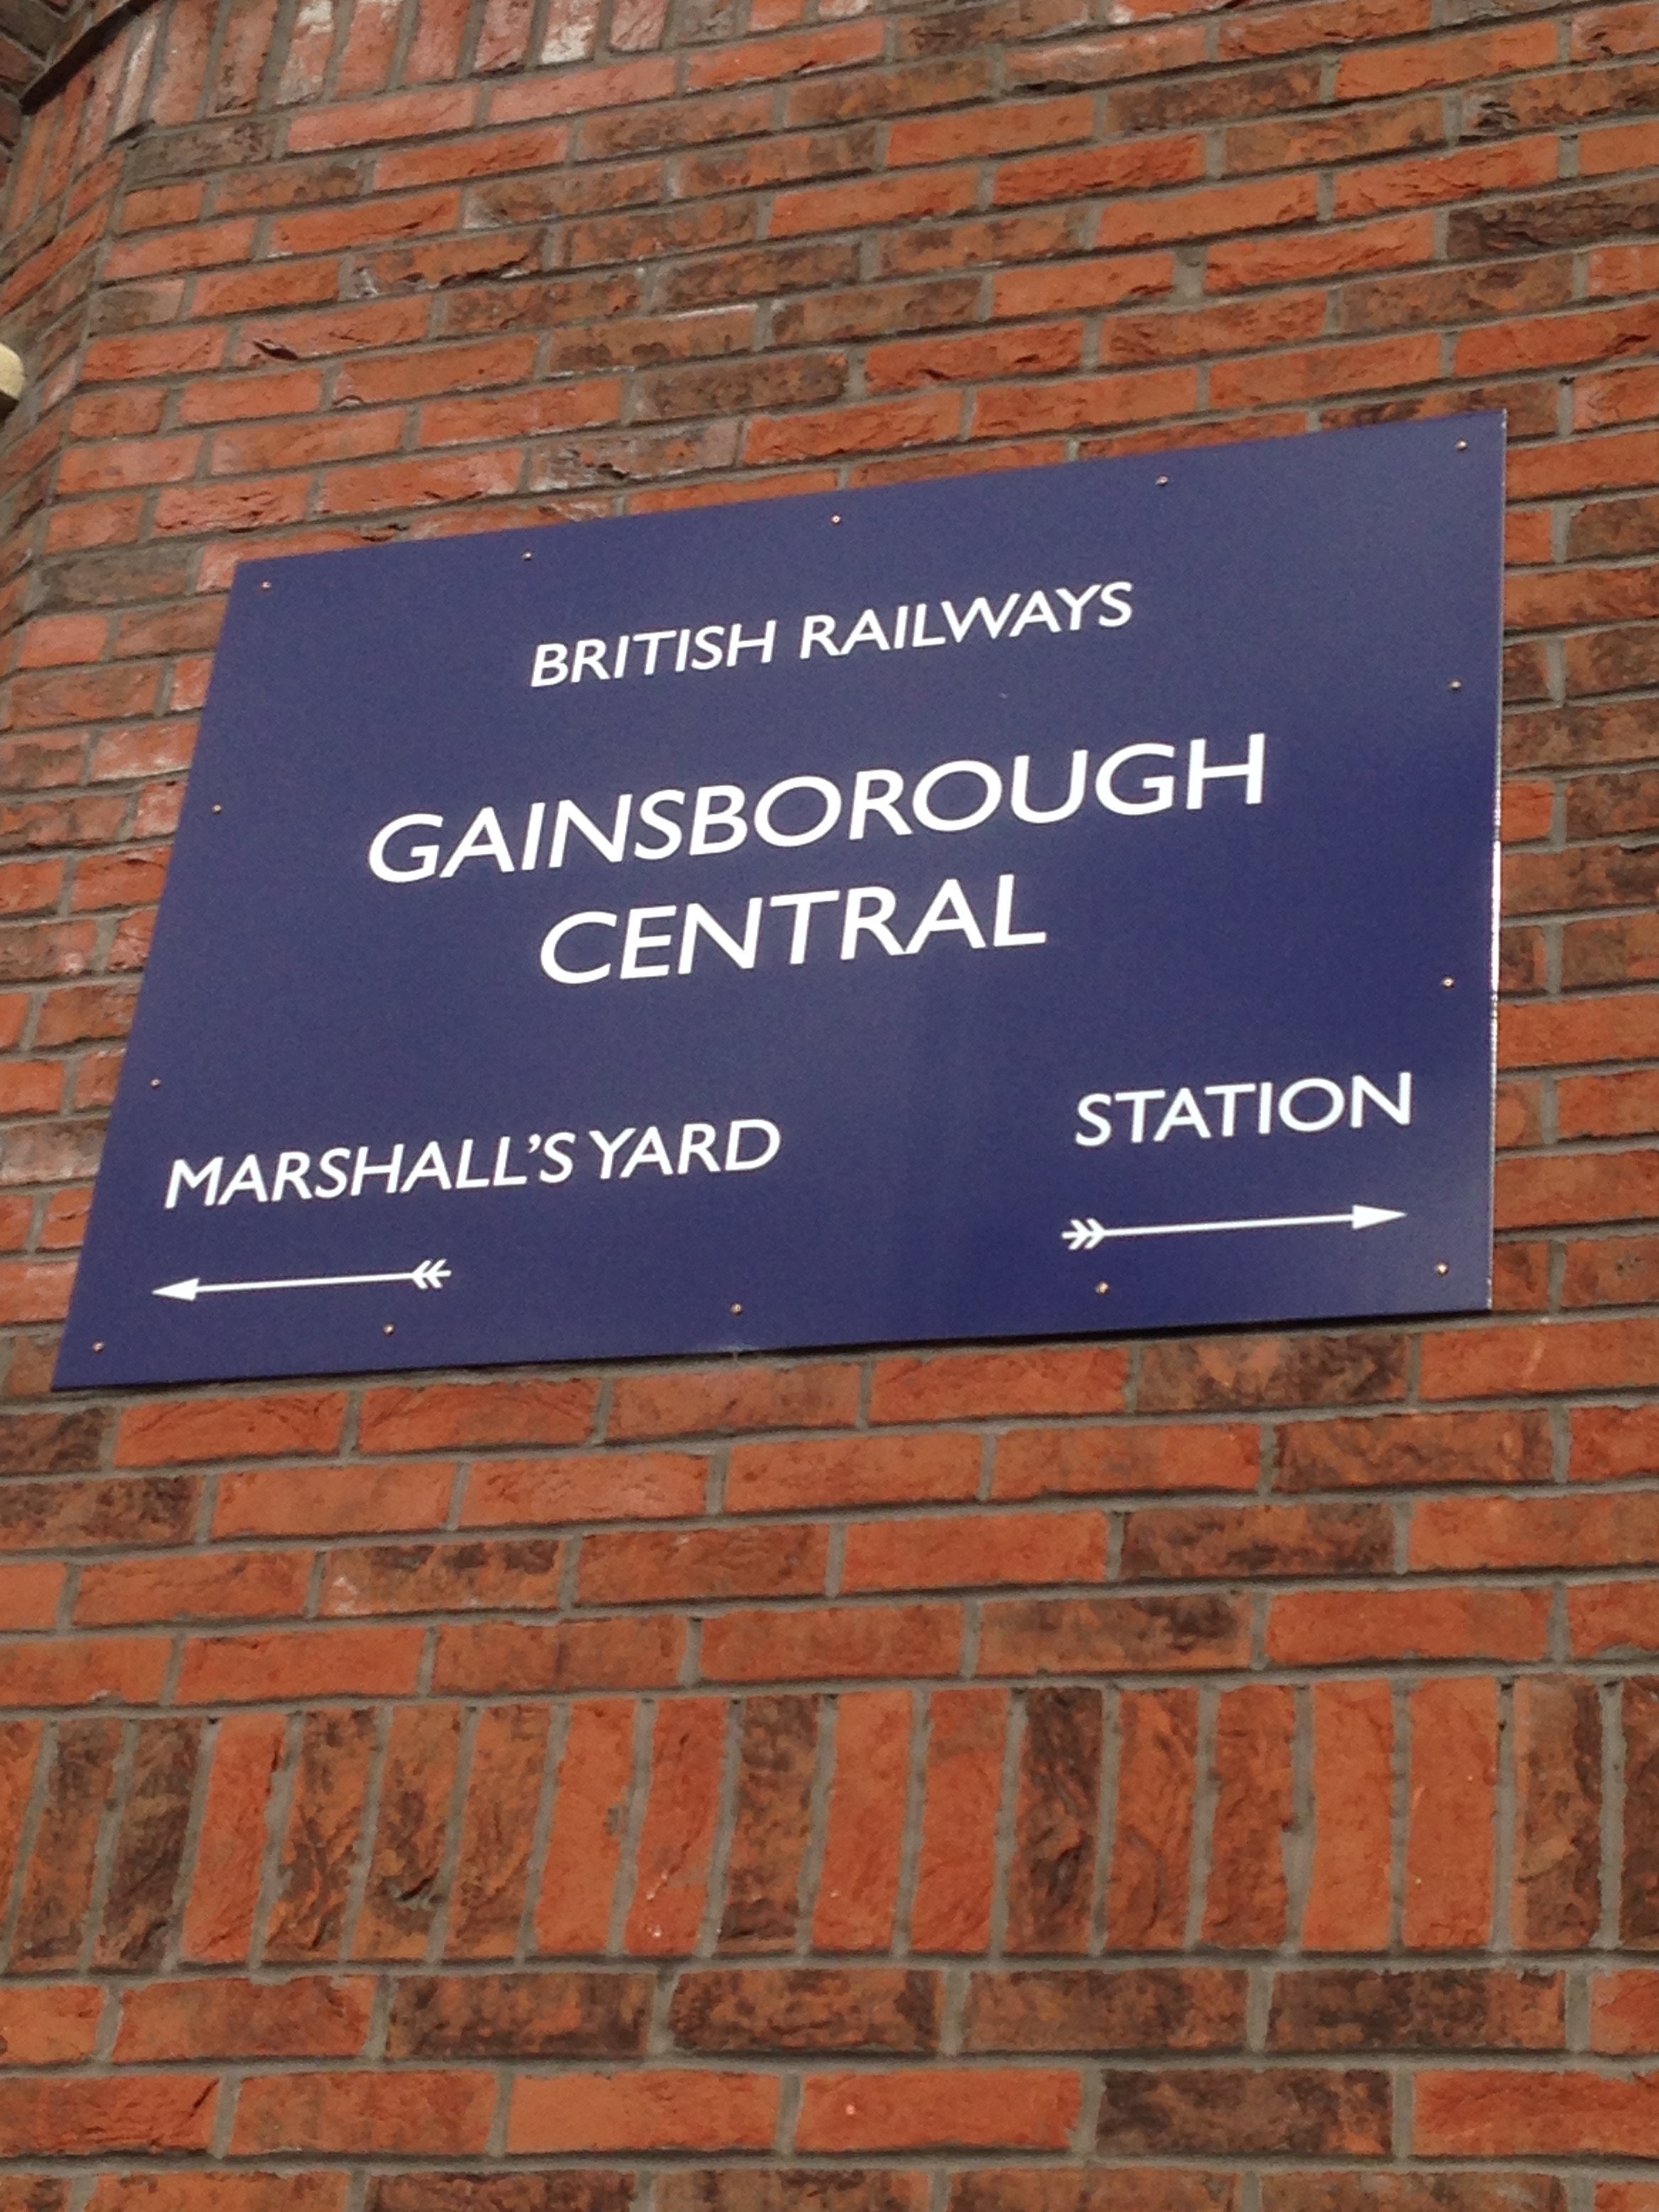 BRITISH RAILWAYS
GAINSBOROUGH
CENTRAL
MARSHALL'S YARD
STATION